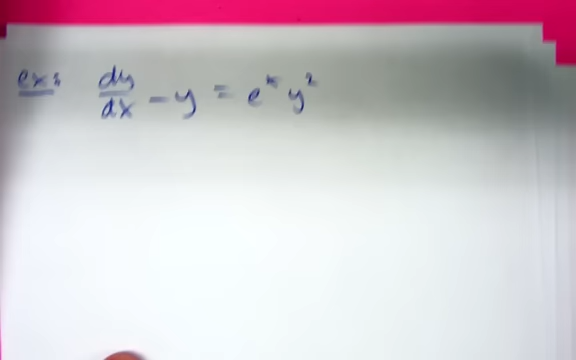 ex: dy/dx - y = e^x y^2